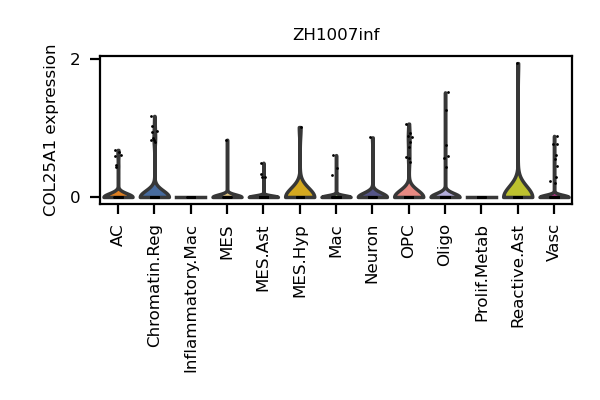 ZH1007inf
COL25A1 expression
2
0
AC
Chromatin.Reg
Inflammatory.Mac
MES
MES.Ast
MES.Hyp
Mac
Neuron
OPC
Oligo
Prolif.Metab
Reactive.Ast
Vasc